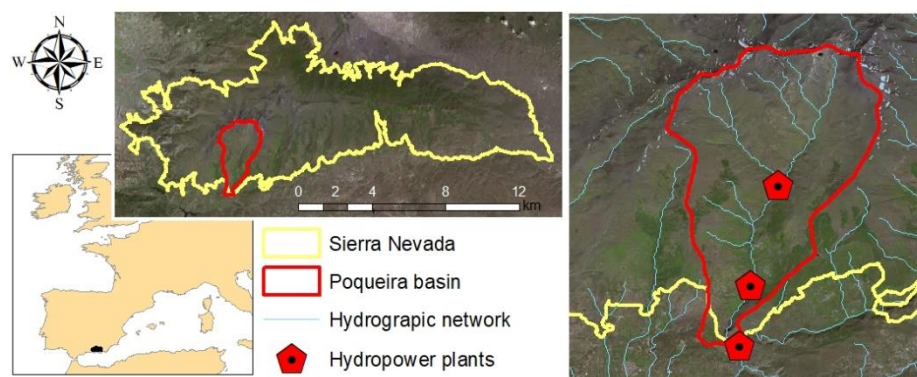 N
W E
S
0 2 4 8 12
km
Sierra Nevada
Poqueira basin
Hydrograpic network
Hydropower plants